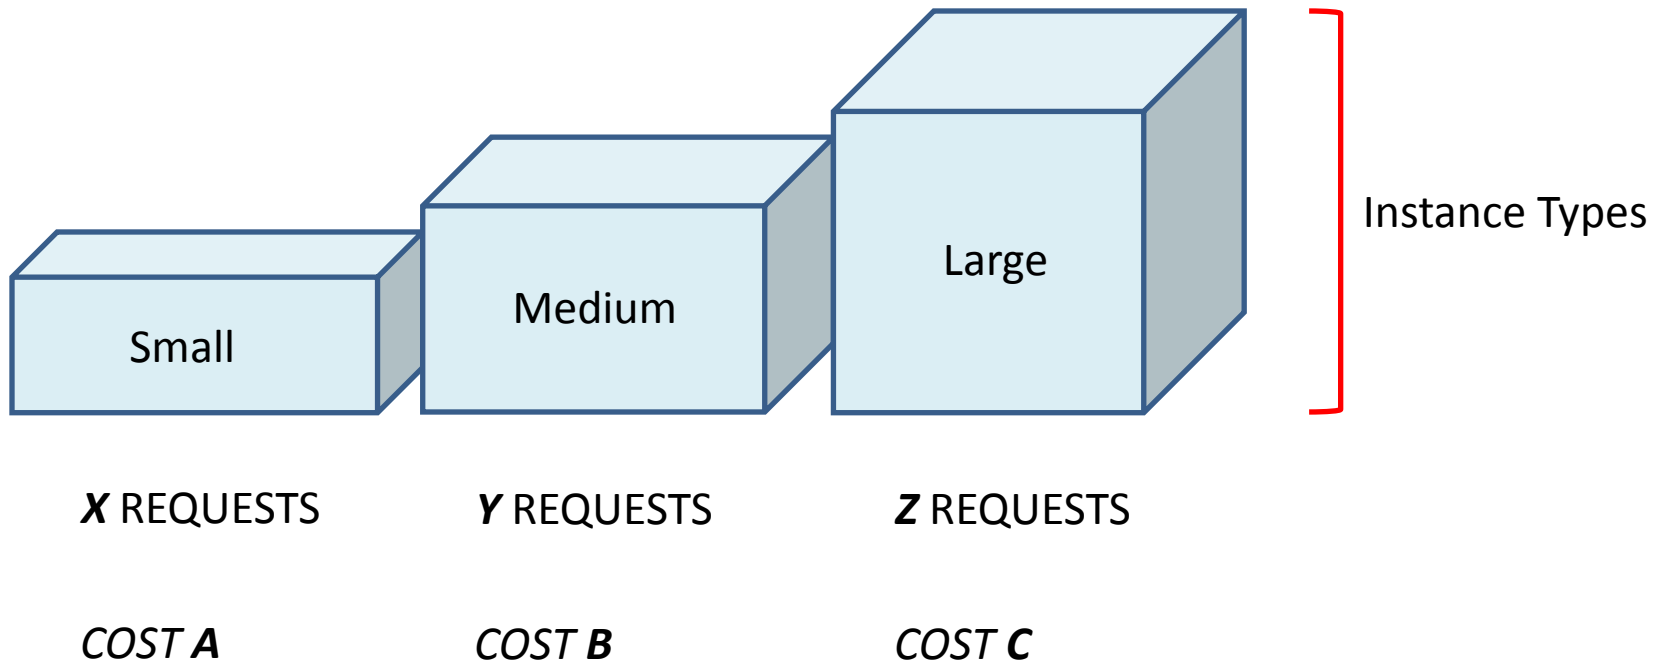 Small
Medium
Large
Instance Types
X REQUESTS
Y REQUESTS
Z REQUESTS
COST A
COST B
COST C